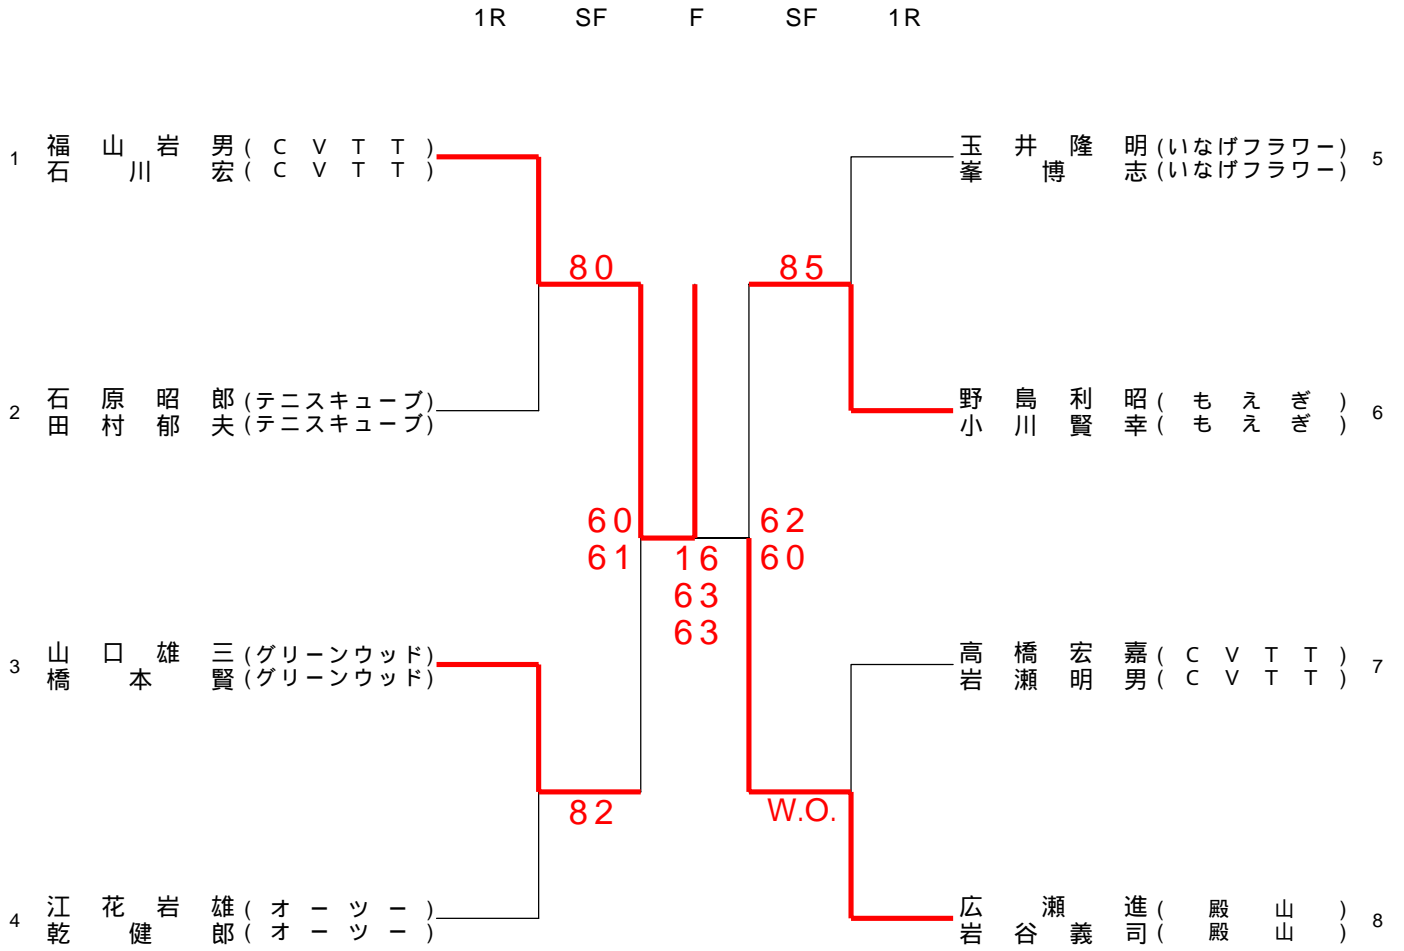 1R SF F SF 1R
1 福山岩男(CVTT)
石川宏(CVTT)
玉井隆明(いなげフラワー) 5
峯博志(いなげフラワー)
80
85
2 石原昭郎(テニスキューブ)
田村郁夫(テニスキューブ)
野島利昭(もえぎ) 6
小川賢幸(もえぎ)
60
61
16
63
63
62
60
3 山口雄三(グリーンウッド)
橋本賢(グリーンウッド)
高橋宏嘉(CVTT) 7
岩瀬明男(CVTT)
82
W.O.
4 江花岩雄(オーツー)
乾健郎(オーツー)
広瀬進(殿山) 8
岩谷義司(殿山)